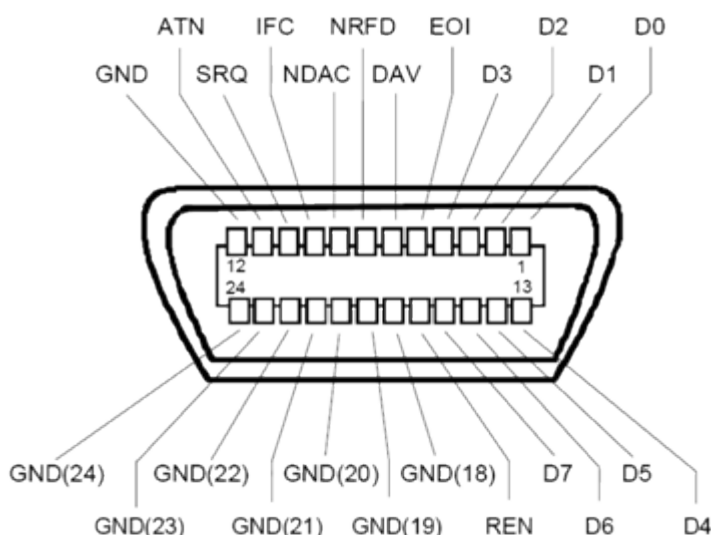 ATN IFC NRFD EOI D2 D0
GND SRQ NDAC DAV D3 D1
12 1
24 13
GND(24) GND(22) GND(20) GND(18) D7 D5
GND(23) GND(21) GND(19) REN D6 D4